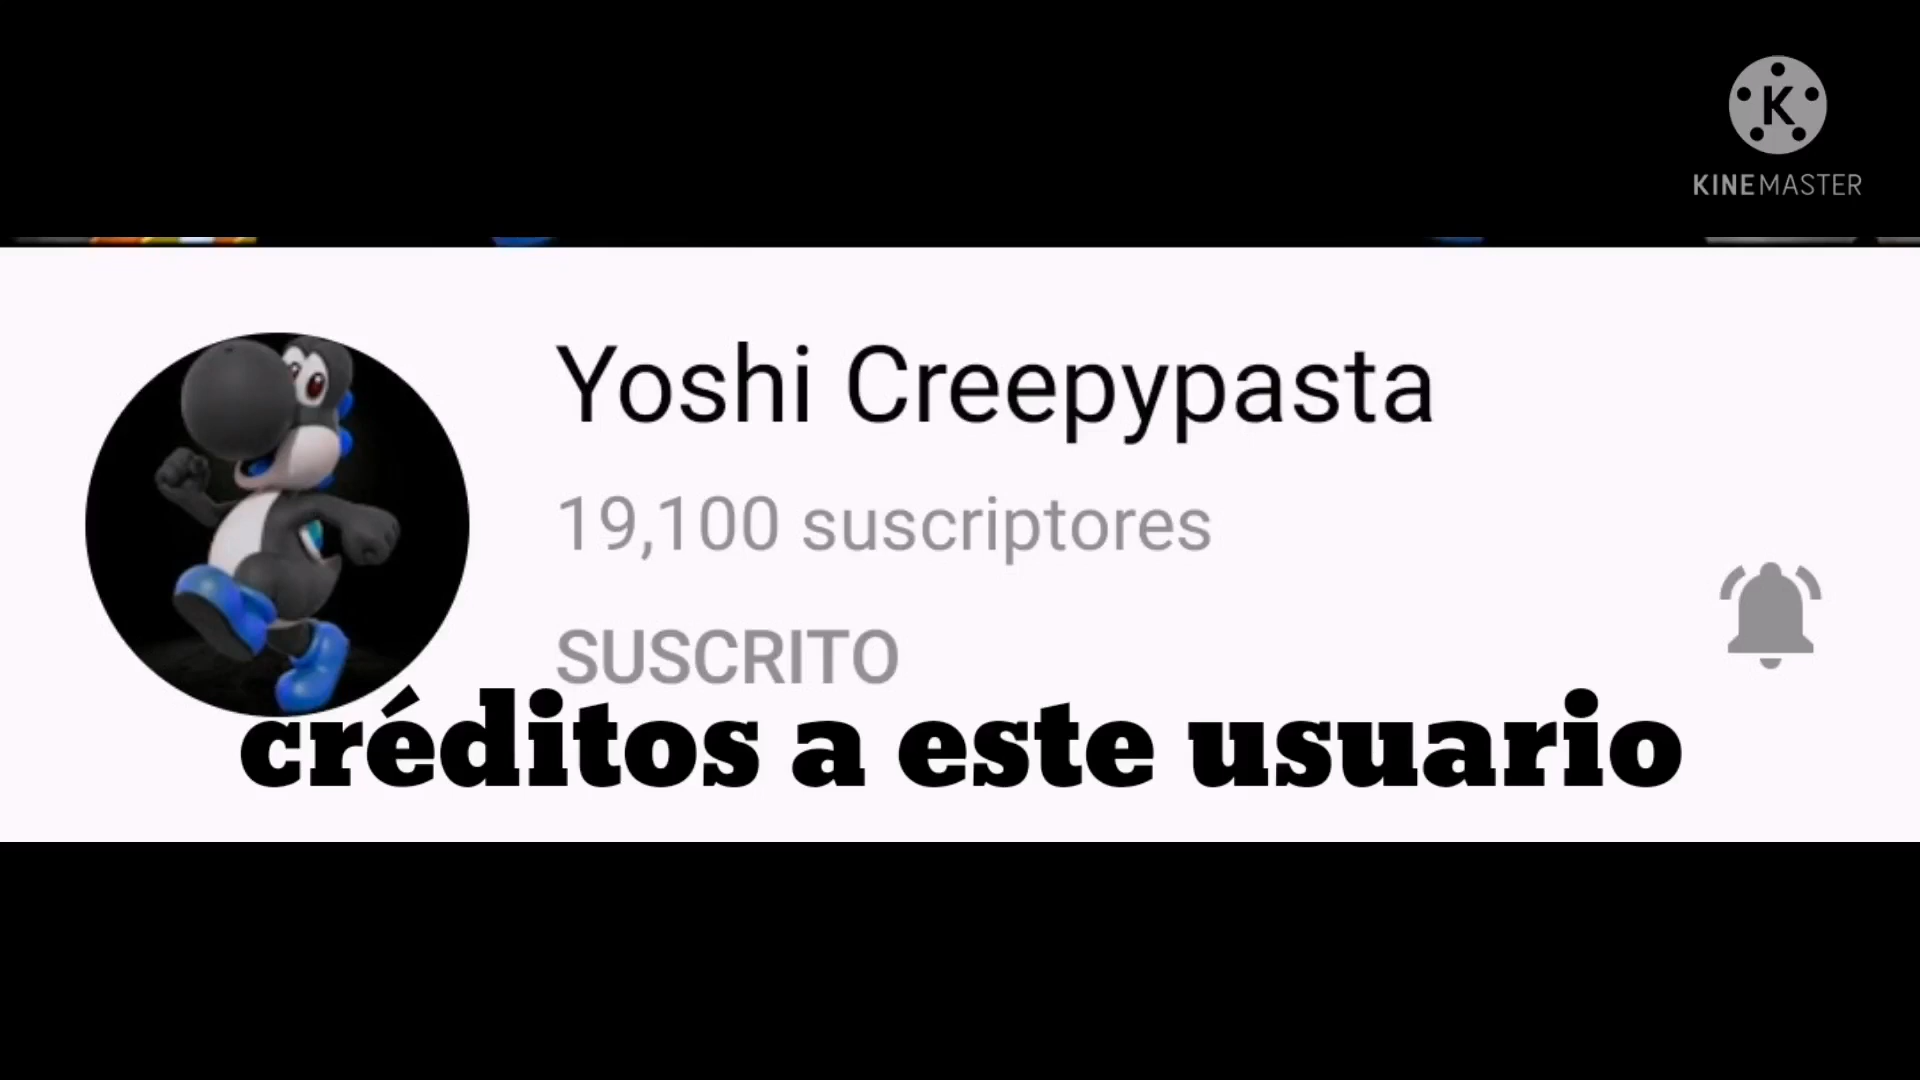 K
KINEMASTER
Yoshi Creepypasta
19,100 suscriptores
SUSCRITO
créditos a este usuario